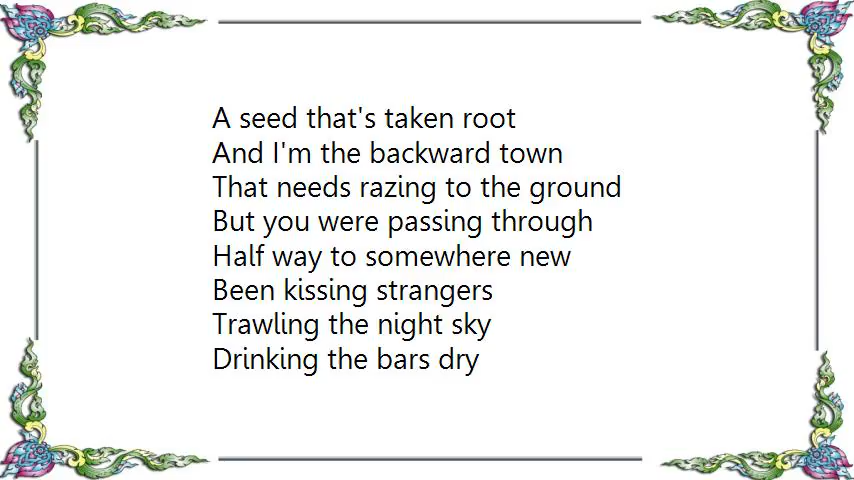 A seed that's taken root
And I'm the backward town
That needs razing to the ground
But you were passing through
Half way to somewhere new
Been kissing strangers
Trawling the night sky
Drinking the bars dry